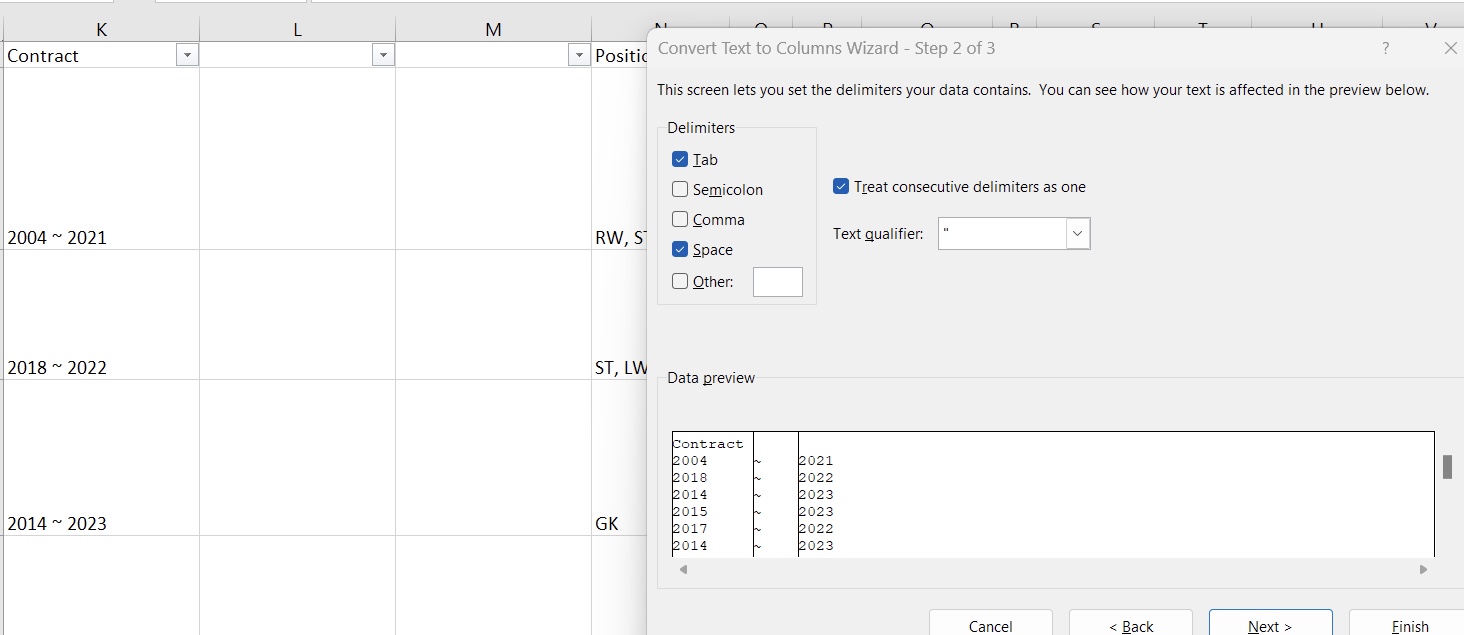 K L M
Contract Positio
2004 ~ 2021 RW, ST
2018 ~ 2022 ST, LW
2014 ~ 2023 GK
Convert Text to Columns Wizard - Step 2 of 3 ?
This screen lets you set the delimiters your data contains.  You can see how your text is affected in the preview below.
Delimiters
Tab
Semicolon
Comma
Space
Other:
Treat consecutive delimiters as one
Text qualifier: "
Data preview
Contract
2004 ~ 2021
2018 ~ 2022
2014 ~ 2023
2015 ~ 2023
2017 ~ 2022
2014 ~ 2023
Cancel < Back Next > Finish